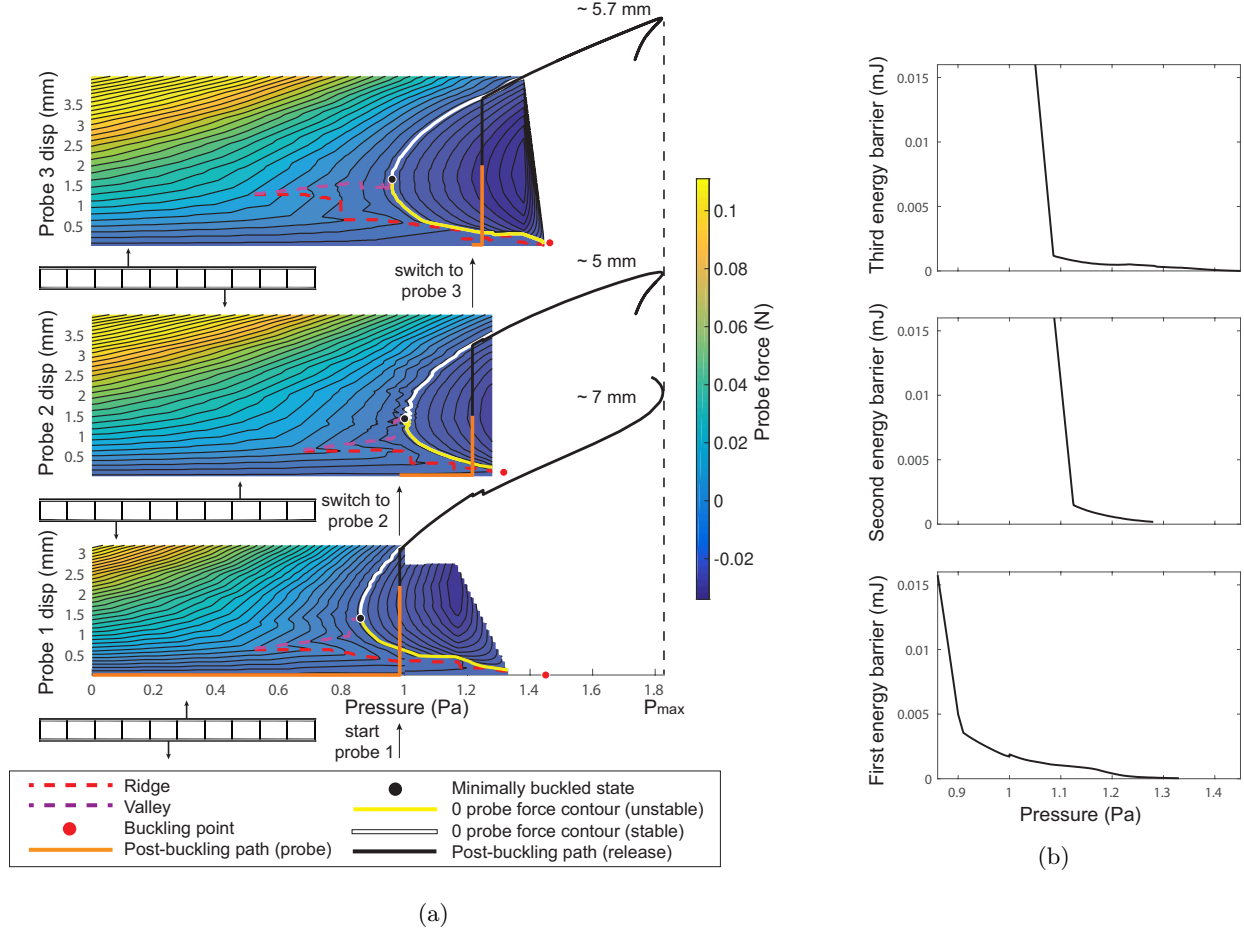 ~ 5.7 mm
Probe 3 disp (mm)
3.5
3
2.5
2
1.5
1
0.5
switch to
probe 3
~ 5 mm
Probe 2 disp (mm)
3.5
3
2.5
2
1.5
1
0.5
switch to
probe 2
~ 7 mm
Probe 1 disp (mm)
3
2.5
2
1.5
1
0.5
0 0.2 0.4 0.6 0.8 1 1.2 1.4 1.6 1.8
Pressure (Pa)
Pmax
start
probe 1
0.1
0.08
0.06
0.04
0.02
0
-0.02
Probe force (N)
Ridge
Valley
Buckling point
Post-buckling path (probe)
Minimally buckled state
0 probe force contour (unstable)
0 probe force contour (stable)
Post-buckling path (release)
(a)
Third energy barrier (mJ)
0.015
0.01
0.005
0
Second energy barrier (mJ)
0.015
0.01
0.005
0
First energy barrier (mJ)
0.015
0.01
0.005
0
0.9 1 1.1 1.2 1.3 1.4
Pressure (Pa)
(b)